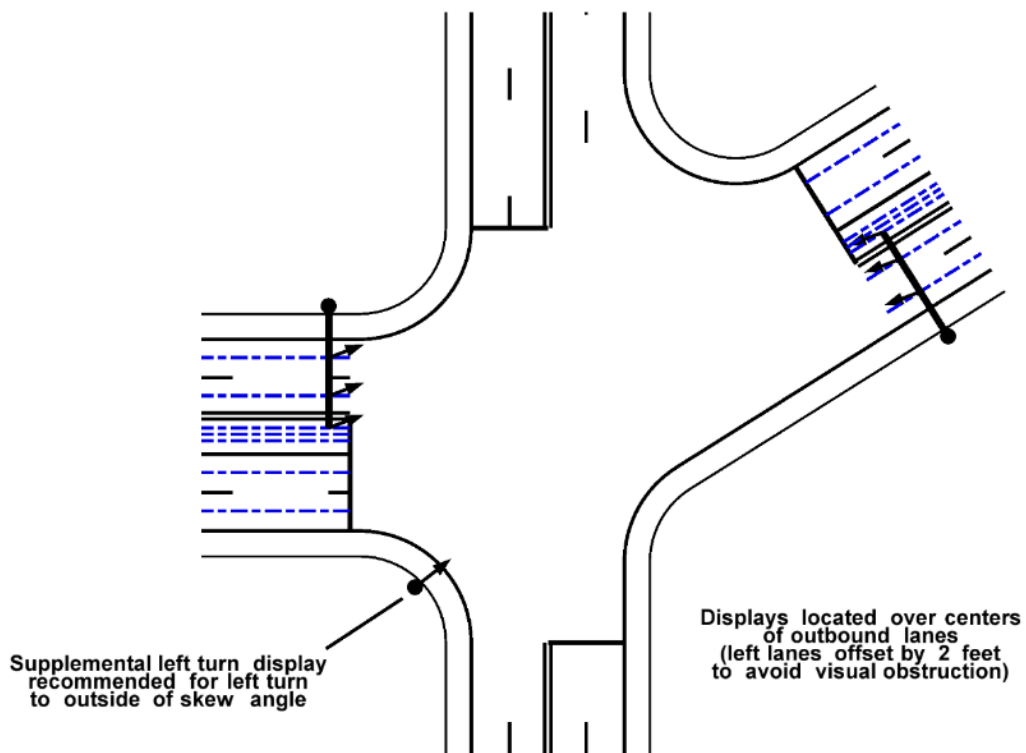 Supplemental left turn display
recommended for left turn
to outside of skew angle
Displays located over centers
of outbound lanes
(left lanes offset by 2 feet
to avoid visual obstruction)